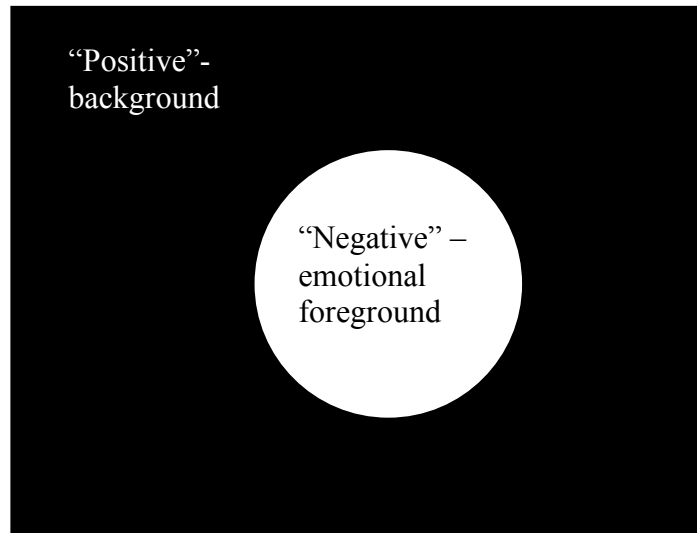 “Positive”-
background
“Negative” –
emotional
foreground